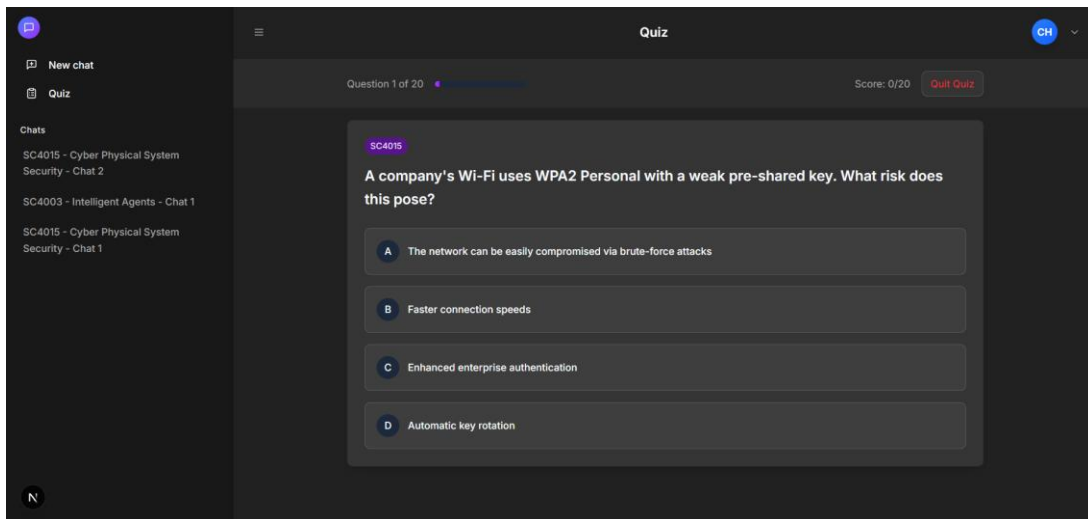 New chat
Quiz
Chats
SC4015 - Cyber Physical System
Security - Chat 2
SC4003 - Intelligent Agents - Chat 1
SC4015 - Cyber Physical System
Security - Chat 1
N
Quiz
CH
Question 1 of 20
Score: 0/20
Quit Quiz
SC4015
A company's Wi-Fi uses WPA2 Personal with a weak pre-shared key. What risk does
this pose?
A The network can be easily compromised via brute-force attacks
B Faster connection speeds
C Enhanced enterprise authentication
D Automatic key rotation